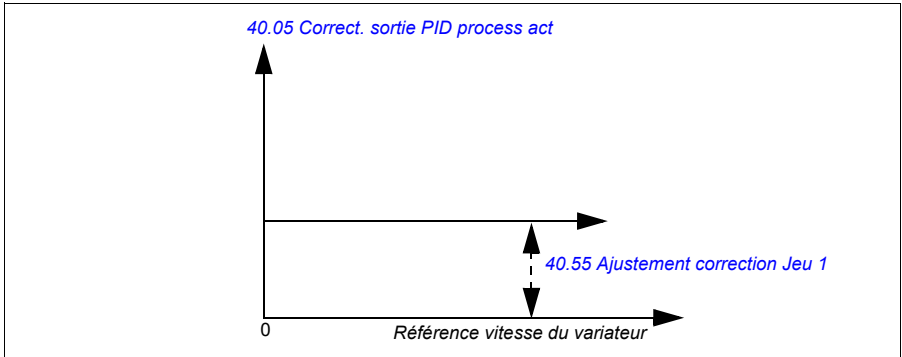 40.05 Correct. sortie PID process act
40.55 Ajustement correction Jeu 1
0
Référence vitesse du variateur